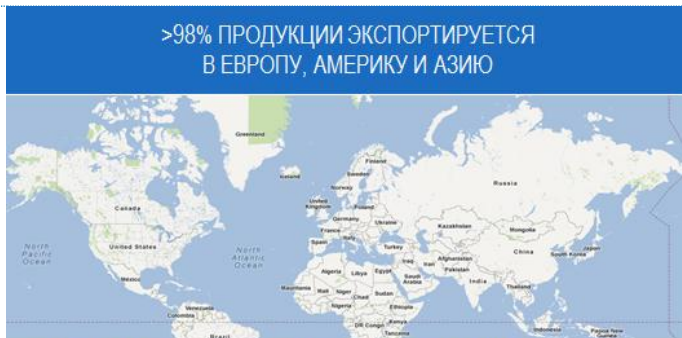 >98% ПРОДУКЦИИ ЭКСПОРТИРУЕТСЯ
В ЕВРОПУ, АМЕРИКУ И АЗИЮ
Greenland
Iceland
Finland
Sweden
Norway
Russia
Canada
United Kingdom
Poland
Germany
Ukraine
France
Italy
Spain
Turkey
Kazakhstan
Mongolia
China
South Korea
Japan
North Pacific Ocean
United States
North Atlantic Ocean
Mexico
Iraq
Iran
Afghanistan
Pakistan
Algeria
Libya
Egypt
Saudi Arabia
India
Thailand
Mauritania
Mali
Niger
Chad
Sudan
Nigeria
Ethiopia
Venezuela
Colombia
DR Congo
Kenya
Tanzania
Brazil
Indonesia
Papua New Guinea